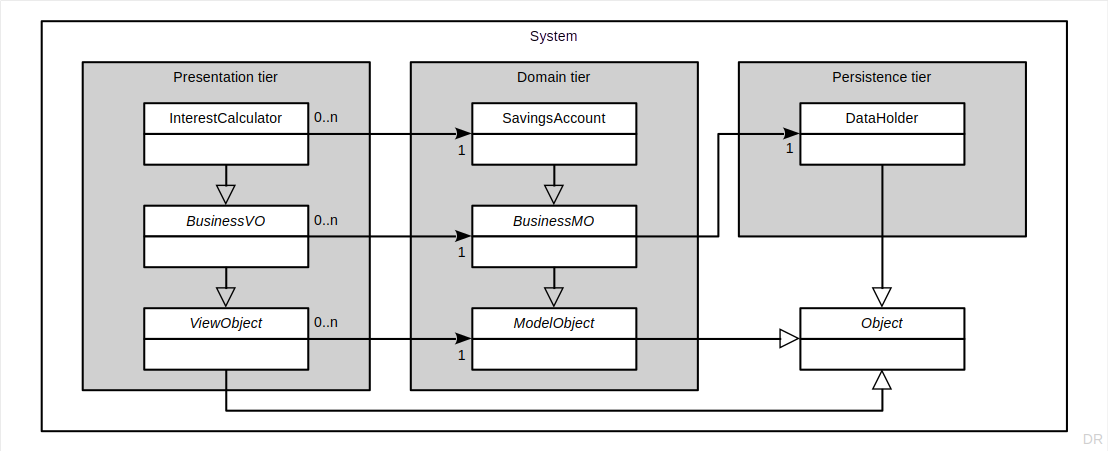 System
Presentation tier
Domain tier
Persistence tier
InterestCalculator
0..n
1
SavingsAccount
1
DataHolder
BusinessVO
0..n
1
BusinessMO
ViewObject
0..n
1
ModelObject
Object
DR